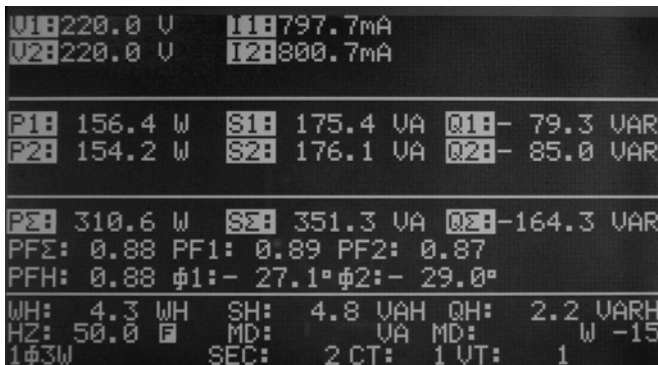 V1:220.0 V I1:797.7mA
V2:220.0 V I2:800.7mA
P1: 156.4 W S1: 175.4 VA Q1:- 79.3 VAR
P2: 154.2 W S2: 176.1 VA Q2:- 85.0 VAR
PΣ: 310.6 W SΣ: 351.3 VA QΣ:-164.3 VAR
PFΣ: 0.88 PF1: 0.89 PF2: 0.87
PFH: 0.88 ϕ1:- 27.1° ϕ2:- 29.0°
WH: 4.3 WH SH: 4.8 VAH QH: 2.2 VARH
HZ: 50.0 F MD: VA MD: W -15
1ϕ3W SEC: 2 CT: 1 VT: 1